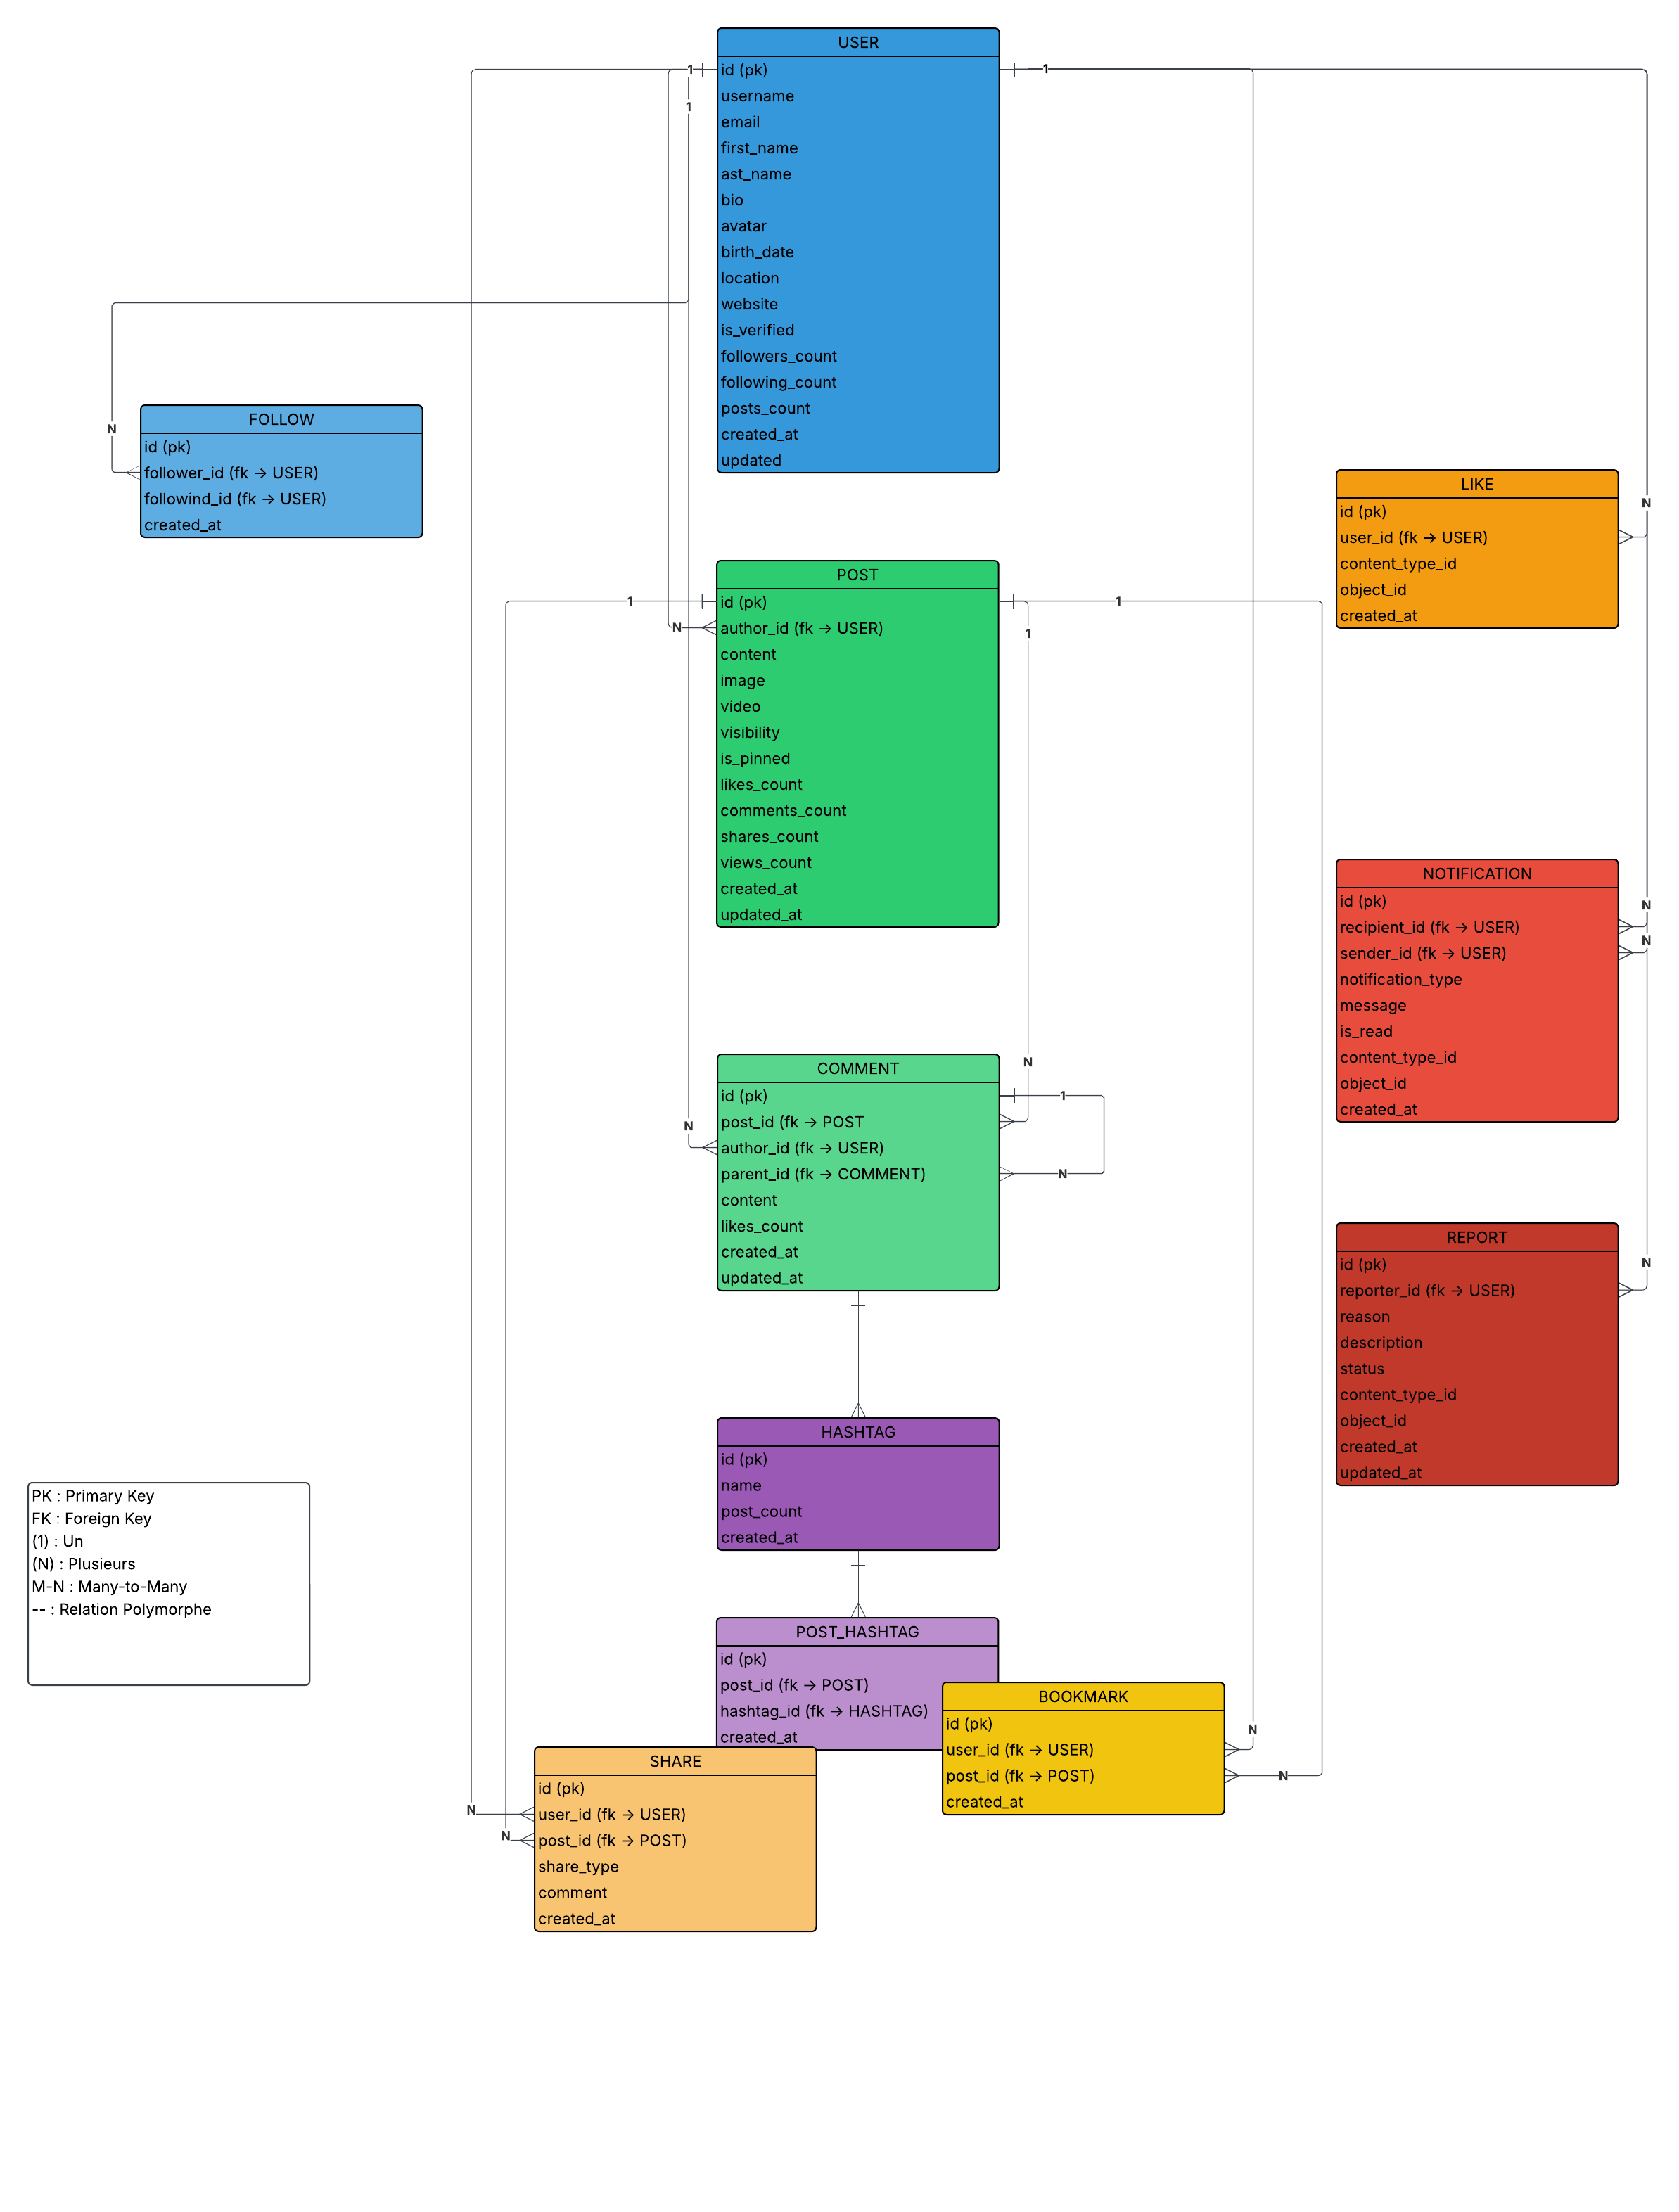 USER
1
id (pk)
1
1
username
email
first_name
ast_name
bio
avatar
birth_date
location
website
is_verified
followers_count
following_count
posts_count
created_at
updated
N
FOLLOW
id (pk)
follower_id (fk → USER)
followind_id (fk → USER)
created_at
LIKE
id (pk)
user_id (fk → USER)
content_type_id
object_id
created_at
N
POST
1
id (pk)
1
1
N
author_id (fk → USER)
content
image
video
visibility
is_pinned
likes_count
comments_count
shares_count
views_count
created_at
updated_at
NOTIFICATION
id (pk)
recipient_id (fk → USER)
sender_id (fk → USER)
notification_type
message
is_read
content_type_id
object_id
created_at
N
N
COMMENT
id (pk)
post_id (fk → POST
author_id (fk → USER)
parent_id (fk → COMMENT)
content
likes_count
created_at
updated_at
N
N
1
N
REPORT
id (pk)
reporter_id (fk → USER)
reason
description
status
content_type_id
object_id
created_at
updated_at
N
HASHTAG
id (pk)
name
post_count
created_at
PK : Primary Key
FK : Foreign Key
(1) : Un
(N) : Plusieurs
M-N : Many-to-Many
-- : Relation Polymorphe
POST_HASHTAG
id (pk)
post_id (fk → POST)
hashtag_id (fk → HASHTAG)
created_at
BOOKMARK
id (pk)
user_id (fk → USER)
post_id (fk → POST)
created_at
N
N
SHARE
id (pk)
user_id (fk → USER)
post_id (fk → POST)
share_type
comment
created_at
N
N